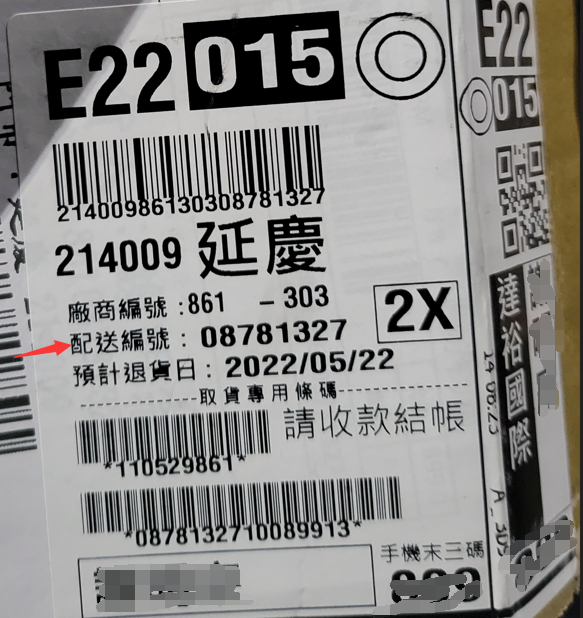 E22 015
21400986130308781327
214009 延慶
廠商編號:861 -303
配送編號: 08781327
2X
預計退貨日: 2022/05/22
取貨專用條碼
請收款結帳
*110529861*
*0878132710089913*
手機末三碼
E22
015
達裕國際